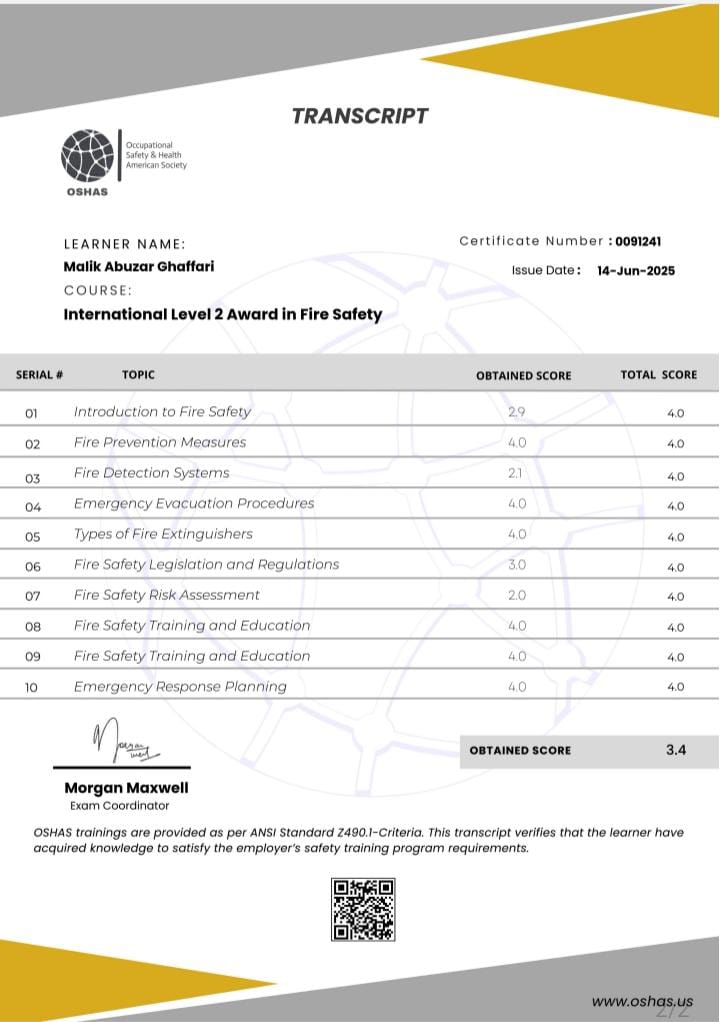 TRANSCRIPT
Occupational
Safety & Health
American Society
OSHAS
LEARNER NAME:
Malik Abuzar Ghaffari
COURSE:
International Level 2 Award in Fire Safety
Certificate Number : 0091241
Issue Date : 14-Jun-2025
SERIAL # TOPIC OBTAINED SCORE TOTAL SCORE
01 Introduction to Fire Safety 2.9 4.0
02 Fire Prevention Measures 4.0 4.0
03 Fire Detection Systems 2.1 4.0
04 Emergency Evacuation Procedures 4.0 4.0
05 Types of Fire Extinguishers 4.0 4.0
06 Fire Safety Legislation and Regulations 3.0 4.0
07 Fire Safety Risk Assessment 2.0 4.0
08 Fire Safety Training and Education 4.0 4.0
09 Fire Safety Training and Education 4.0 4.0
10 Emergency Response Planning 4.0 4.0
OBTAINED SCORE 3.4
Morgan Maxwell
Exam Coordinator
OSHAS trainings are provided as per ANSI Standard Z490.1-Criteria. This transcript verifies that the learner have
acquired knowledge to satisfy the employer's safety training program requirements.
www.oshas.us
2/2